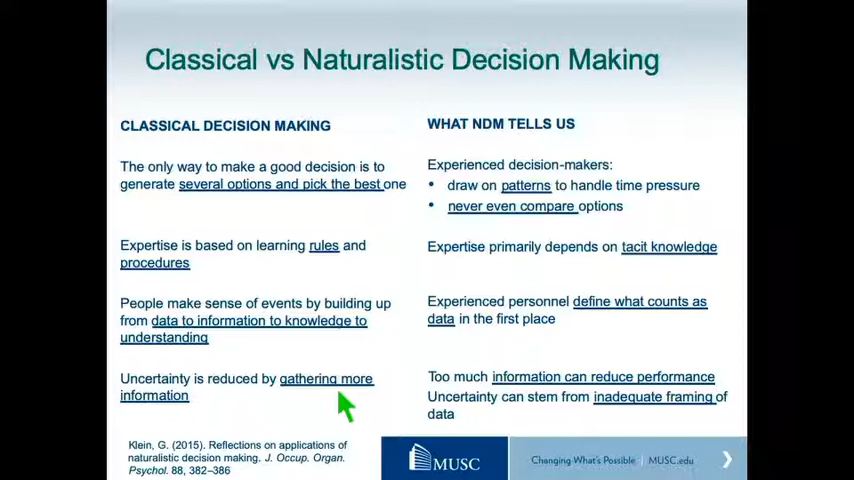 Classical vs Naturalistic Decision Making
CLASSICAL DECISION MAKING
The only way to make a good decision is to
generate several options and pick the best one
Expertise is based on learning rules and
procedures
People make sense of events by building up
from data to information to knowledge to
understanding
Uncertainty is reduced by gathering more
information
WHAT NDM TELLS US
Experienced decision-makers:
• draw on patterns to handle time pressure
• never even compare options
Expertise primarily depends on tacit knowledge
Experienced personnel define what counts as
data in the first place
Too much information can reduce performance
Uncertainty can stem from inadequate framing of
data
Klein, G. (2015). Reflections on applications of
naturalistic decision making. J. Occup. Organ.
Psychol. 88, 382–386
MUSC
Changing What's Possible | MUSC.edu